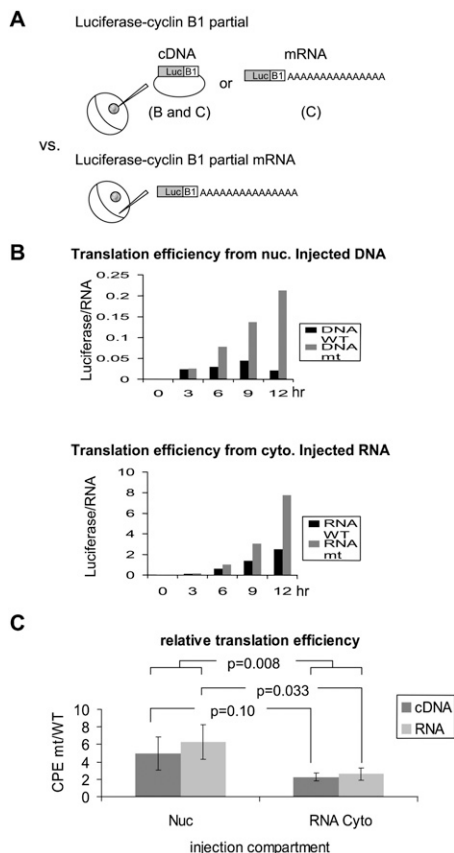 A
Luciferase-cyclin B1 partial
cDNA
mRNA
Luc B1
or
Luc B1 AAAAAAAAAAAAAAA
(B and C)
(C)
vs.
Luciferase-cyclin B1 partial mRNA
Luc B1 AAAAAAAAAAAAAAA
B
Translation efficiency from nuc. Injected DNA
Luciferase/RNA
0.25
0.2
0.15
0.1
0.05
0
0 3 6 9 12 hr
DNA WT
DNA mt
Translation efficiency from cyto. Injected RNA
Luciferase/RNA
10
8
6
4
2
0
0 3 6 9 12 hr
RNA WT
RNA mt
C
relative translation efficiency
p=0.008
p=0.033
p=0.10
cDNA
RNA
CPE mt/WT
10
8
6
4
2
0
Nuc
RNA Cyto
injection compartment